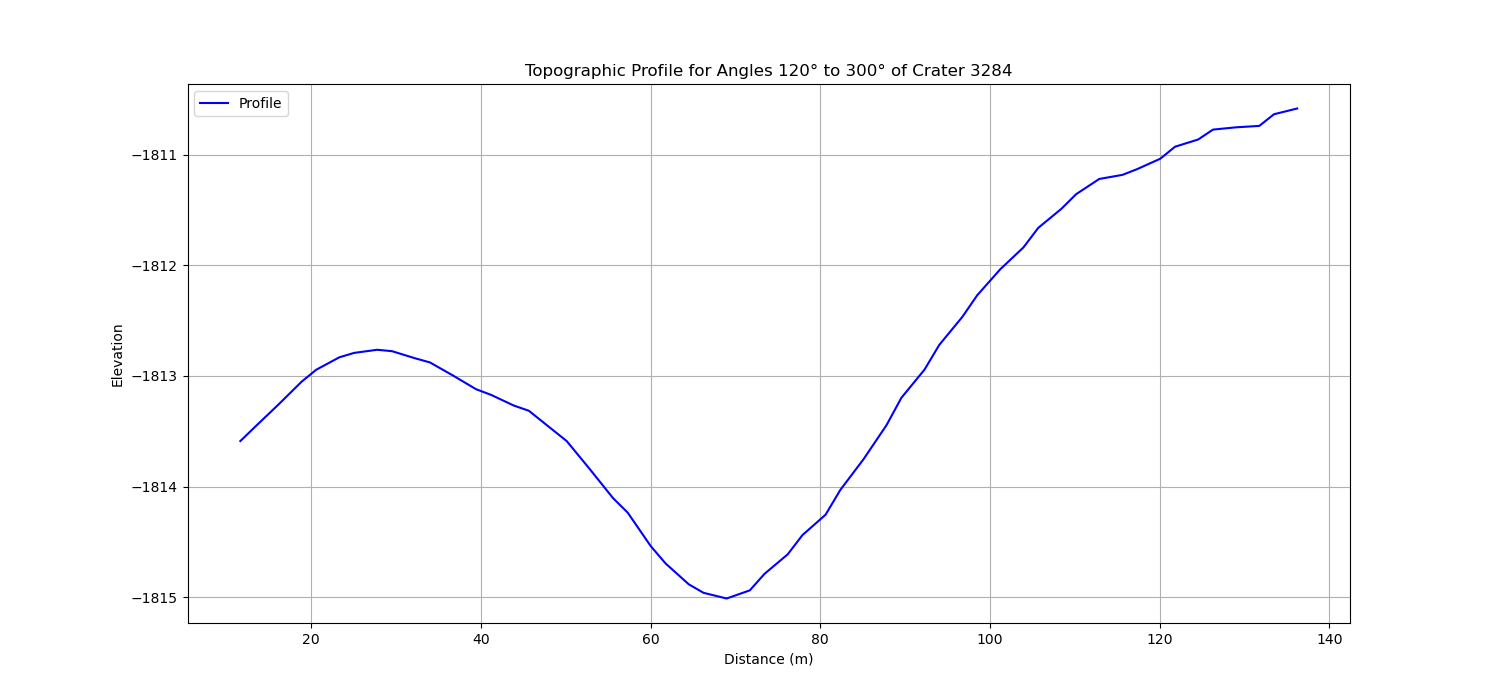 Topographic Profile for Angles 120° to 300° of Crater 3284
Profile
Elevation
−1811
−1812
−1813
−1814
−1815
20 40 60 80 100 120 140
Distance (m)